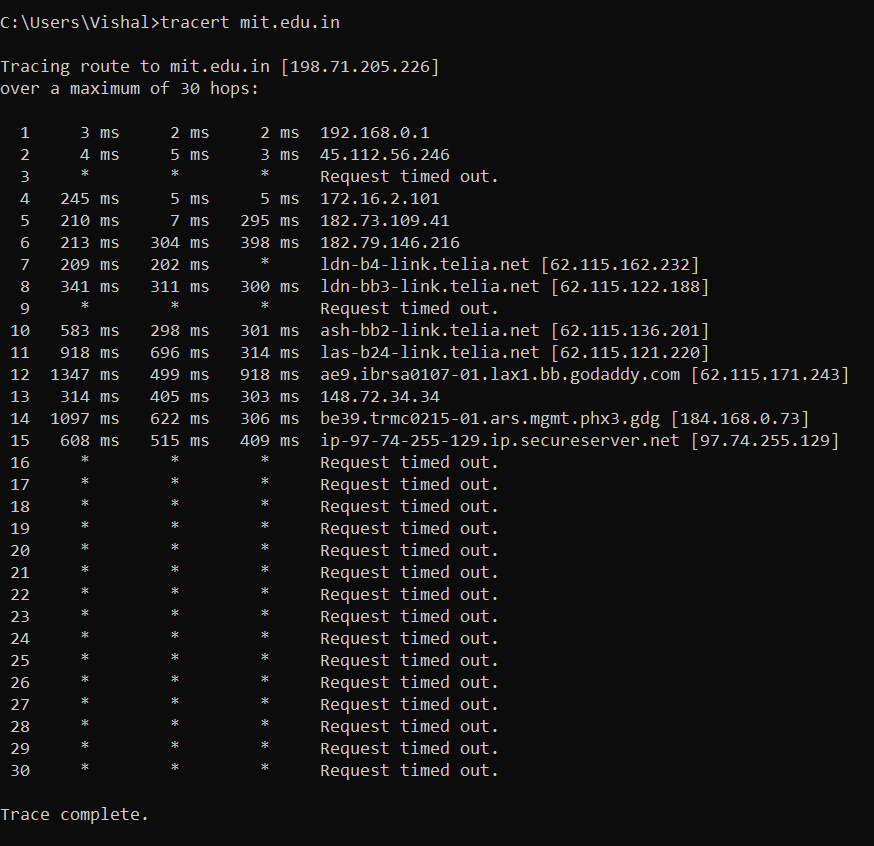 C:\Users\Vishal>tracert mit.edu.in
Tracing route to mit.edu.in [198.71.205.226]
over a maximum of 30 hops:
1 3 ms 2 ms 2 ms 192.168.0.1
2 4 ms 5 ms 3 ms 45.112.56.246
3 * * * Request timed out.
4 245 ms 5 ms 5 ms 172.16.2.101
5 210 ms 7 ms 295 ms 182.73.109.41
6 213 ms 304 ms 398 ms 182.79.146.216
7 209 ms 202 ms * ldn-b4-link.telia.net [62.115.162.232]
8 341 ms 311 ms 300 ms ldn-bb3-link.telia.net [62.115.122.188]
9 * * * Request timed out.
10 583 ms 298 ms 301 ms ash-bb2-link.telia.net [62.115.136.201]
11 918 ms 696 ms 314 ms las-b24-link.telia.net [62.115.121.220]
12 1347 ms 499 ms 918 ms ae9.ibrsa0107-01.lax1.bb.godaddy.com [62.115.171.243]
13 314 ms 405 ms 303 ms 148.72.34.34
14 1097 ms 622 ms 306 ms be39.trmc0215-01.ars.mgmt.phx3.gdg [184.168.0.73]
15 608 ms 515 ms 409 ms ip-97-74-255-129.ip.secureserver.net [97.74.255.129]
16 * * * Request timed out.
17 * * * Request timed out.
18 * * * Request timed out.
19 * * * Request timed out.
20 * * * Request timed out.
21 * * * Request timed out.
22 * * * Request timed out.
23 * * * Request timed out.
24 * * * Request timed out.
25 * * * Request timed out.
26 * * * Request timed out.
27 * * * Request timed out.
28 * * * Request timed out.
29 * * * Request timed out.
30 * * * Request timed out.
Trace complete.